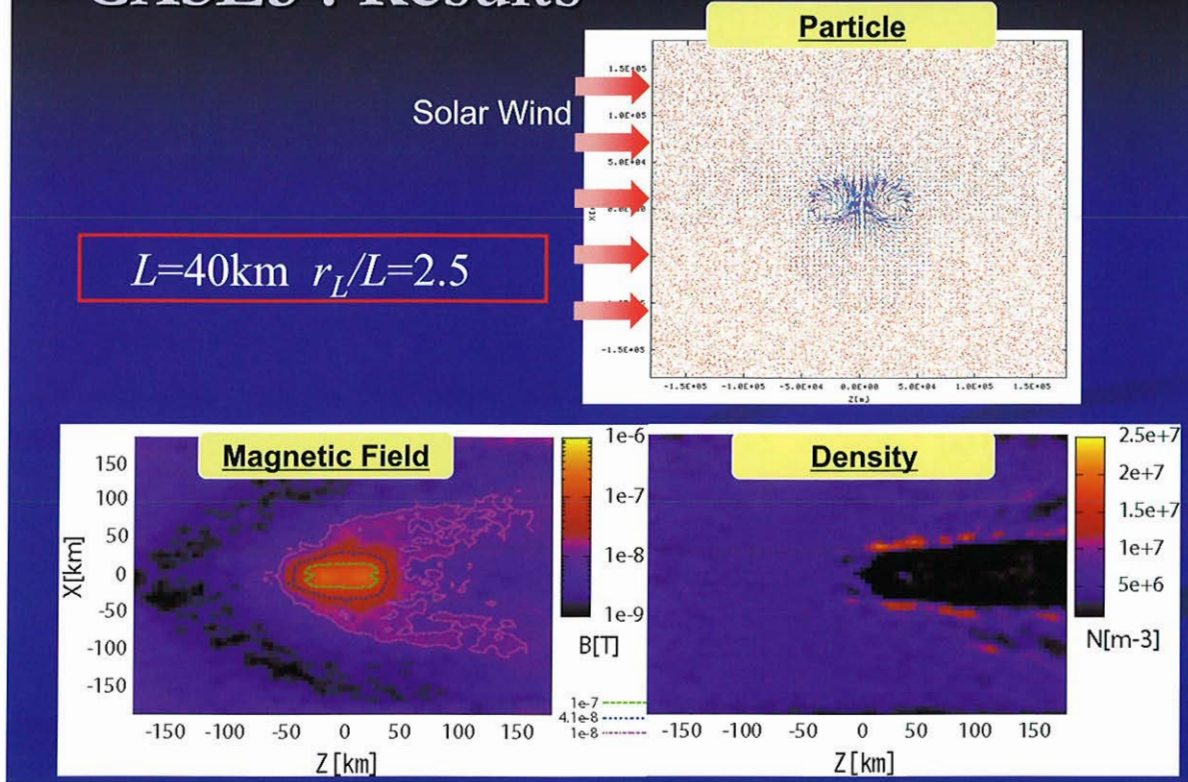 CASE3 : Results
Particle
Solar Wind
1.5E+05
1.0E+05
5.0E+04
-1.5E+05
-1.5E+05 -1.0E+05 -5.0E+04 0.0E+00 5.0E+04 1.0E+05 1.5E+05
Z[m]
L=40km r_L/L=2.5
Magnetic Field
150
100
50
0
-50
-100
-150
X[km]
-150 -100 -50 0 50 100 150
Z[km]
1e-6
1e-7
1e-8
1e-9
B[T]
1e-7
4.1e-8
1e-8
Density
-150 -100 -50 0 50 100 150
Z[km]
2.5e+7
2e+7
1.5e+7
1e+7
5e+6
N[m-3]